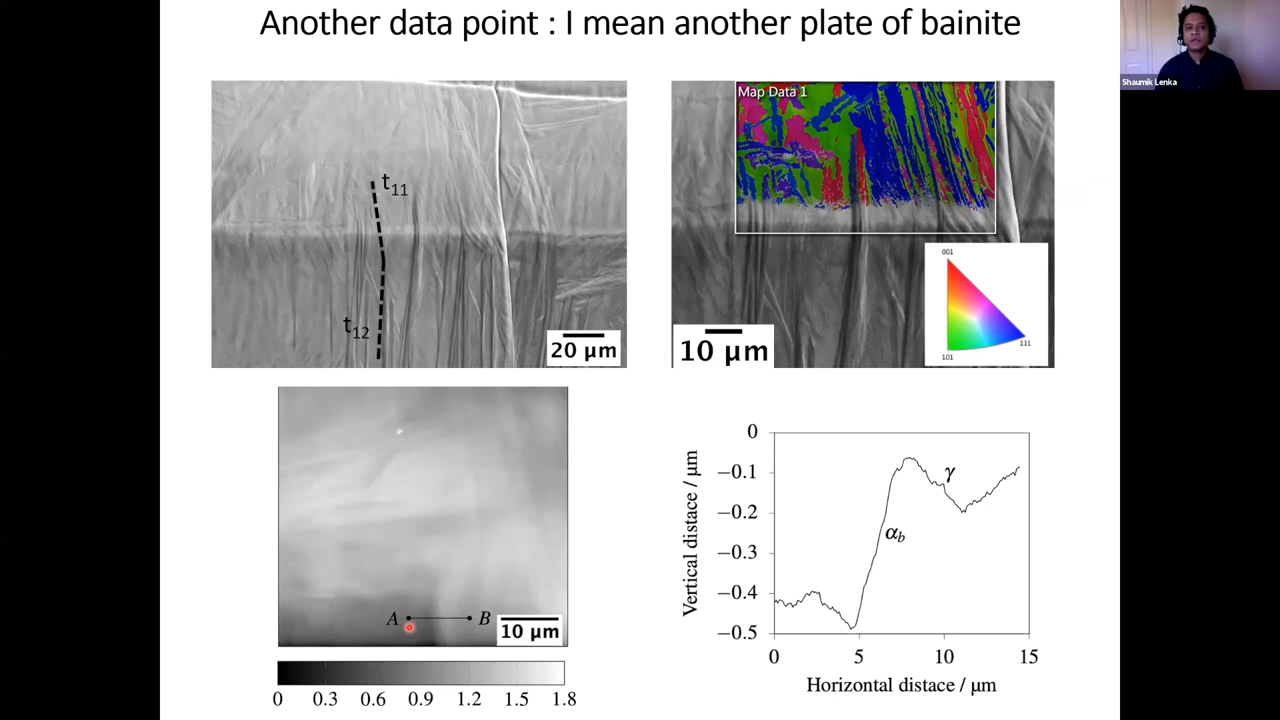 Another data point : I mean another plate of bainite
Shaumik Lenka
t11
t12
20 μm
Map Data 1
001
101
111
10 μm
A
B
10 μm
0 0.3 0.6 0.9 1.2 1.5 1.8
Vertical distace / μm
0
−0.1
−0.2
−0.3
−0.4
−0.5
γ
αb
0 5 10 15
Horizontal distace / μm